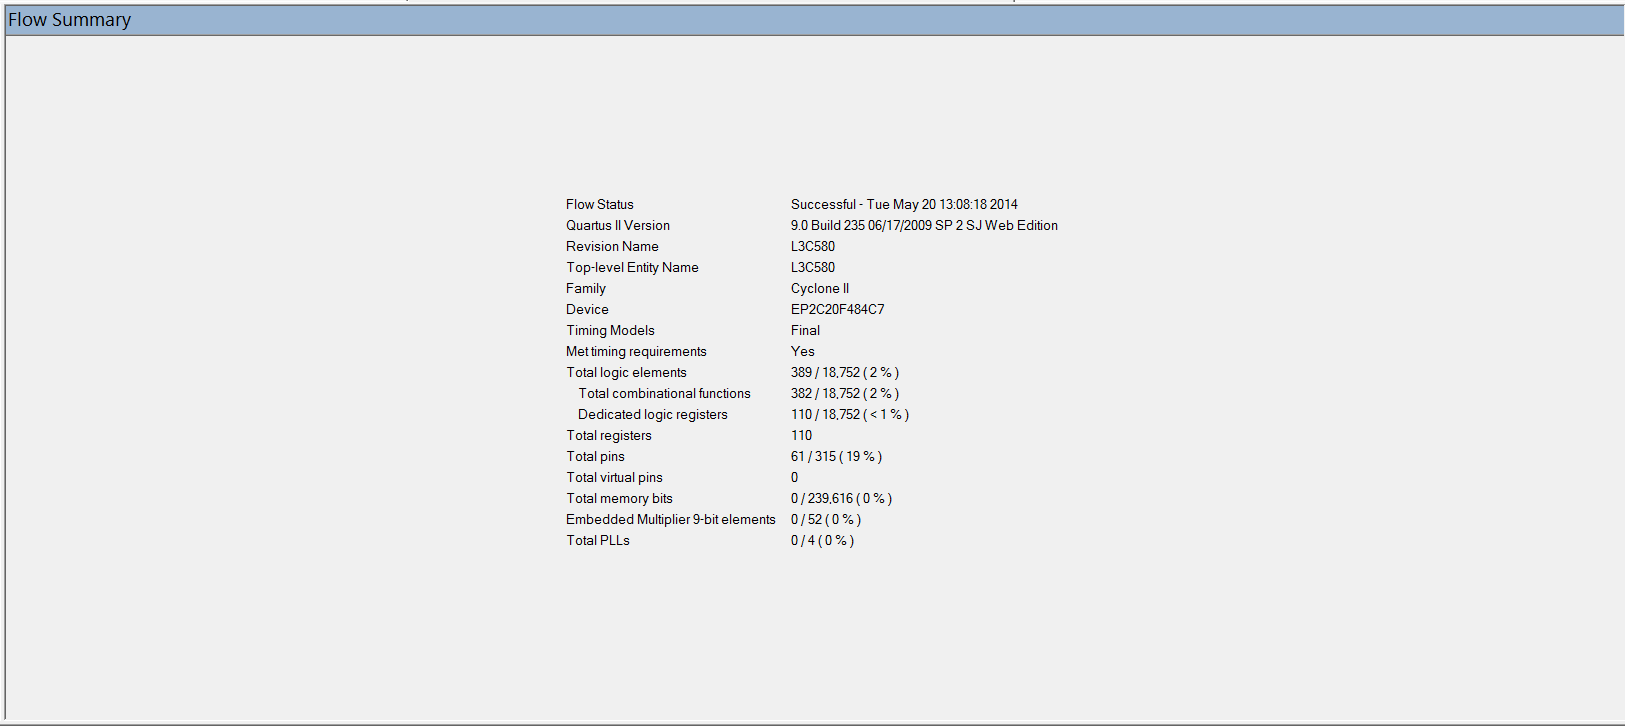 Flow Summary
Flow Status Successful - Tue May 20 13:08:18 2014
Quartus II Version 9.0 Build 235 06/17/2009 SP 2 SJ Web Edition
Revision Name L3C580
Top-level Entity Name L3C580
Family Cyclone II
Device EP2C20F484C7
Timing Models Final
Met timing requirements Yes
Total logic elements 389 / 18,752 ( 2 % )
Total combinational functions 382 / 18,752 ( 2 % )
Dedicated logic registers 110 / 18,752 ( < 1 % )
Total registers 110
Total pins 61 / 315 ( 19 % )
Total virtual pins 0
Total memory bits 0 / 239,616 ( 0 % )
Embedded Multiplier 9-bit elements 0 / 52 ( 0 % )
Total PLLs 0 / 4 ( 0 % )